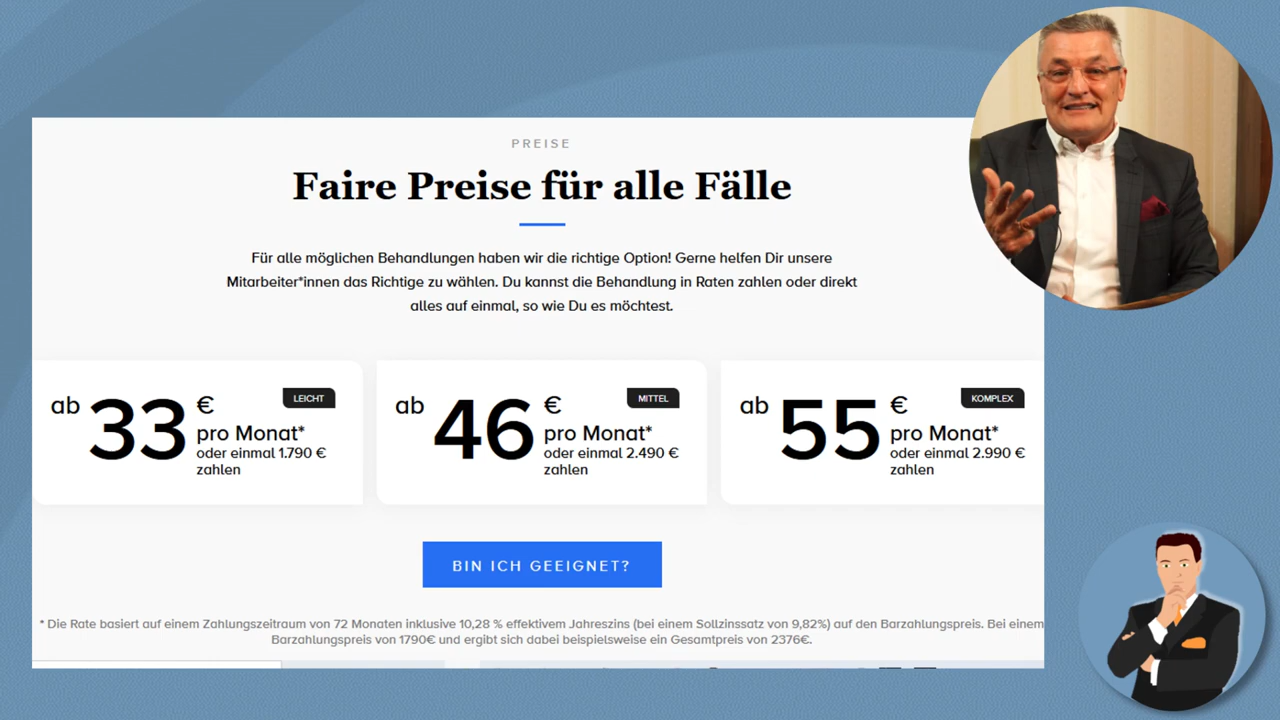 PREISE
Faire Preise für alle Fälle
Für alle möglichen Behandlungen haben wir die richtige Option! Gerne helfen Dir unsere
Mitarbeiter*innen das Richtige zu wählen. Du kannst die Behandlung in Raten zahlen oder direkt
alles auf einmal, so wie Du es möchtest.
ab 33 € LEICHT
pro Monat*
oder einmal 1.790 €
zahlen
ab 46 € MITTEL
pro Monat*
oder einmal 2.490 €
zahlen
ab 55 € KOMPLEX
pro Monat*
oder einmal 2.990 €
zahlen
BIN ICH GEEIGNET?
* Die Rate basiert auf einem Zahlungszeitraum von 72 Monaten inklusive 10,28 % effektivem Jahreszins (bei einem Sollzinssatz von 9,82%) auf den Barzahlungspreis. Bei einem
Barzahlungspreis von 1790€ und ergibt sich dabei beispielsweise ein Gesamtpreis von 2376€.